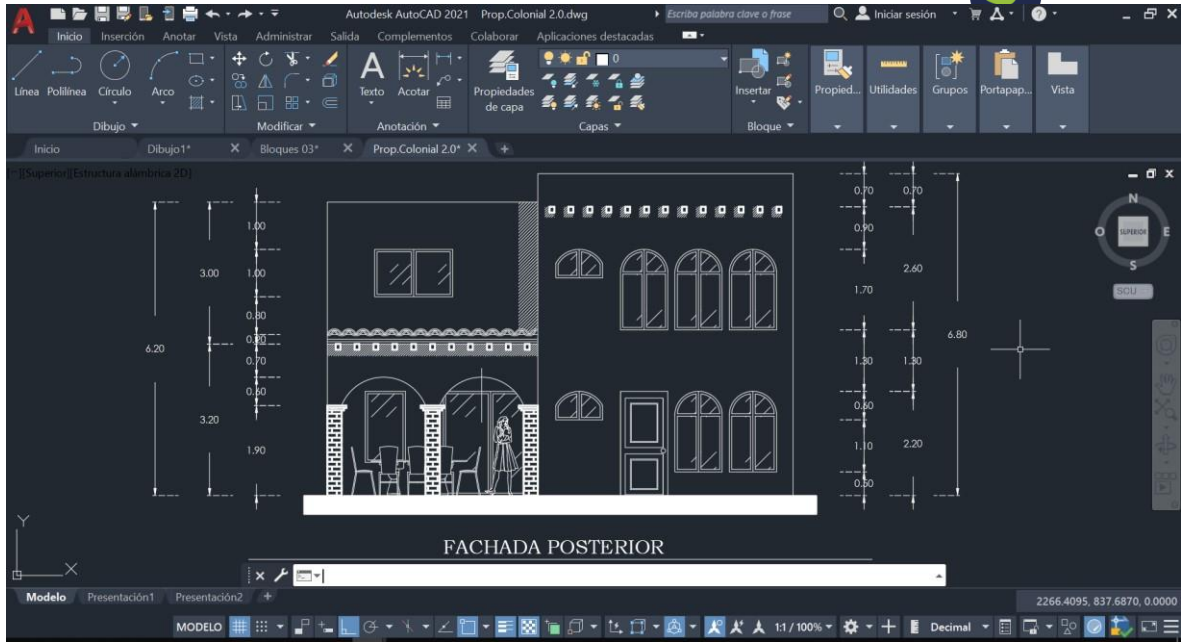 Autodesk AutoCAD 2021 Prop.Colonial 2.0.dwg Escriba palabra clave o frase Iniciar sesión
Inicio Inserción Anotar Vista Administrar Salida Complementos Colaborar Aplicaciones destacadas
0
Línea Polilínea Círculo Arco Texto Acotar Propiedades de capa Insertar Propied... Utilidades Grupos Portapap... Vista
Dibujo Modificar Anotación Capas Bloque
Inicio Dibujo1* Bloques 03* Prop.Colonial 2.0*
[−][Superior][Estructura alámbrica 2D]
N
O SUPERIOR E
S
SCU
6.20
3.00
3.20
1.00
1.00
0.80
0.20
0.70
0.60
1.90
0.70
0.90
1.70
1.30
0.60
1.10
0.50
0.70
2.60
1.30
2.20
6.80
FACHADA POSTERIOR
Y
X
Modelo Presentación1 Presentación2 +
2266.4095, 837.6870, 0.0000
MODELO 1:1 / 100% Decimal